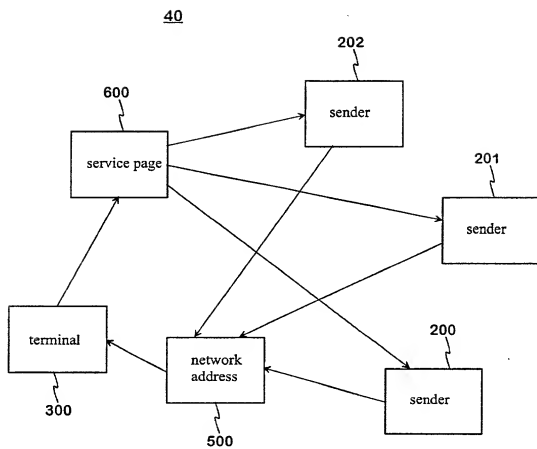 40
202
600
sender
service page
201
sender
terminal
network
address
200
300
sender
500